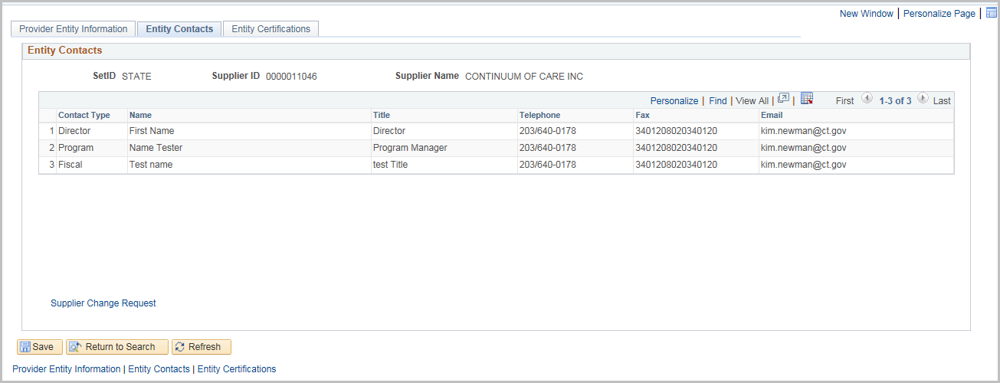 New Window | Personalize Page |
Provider Entity Information Entity Contacts Entity Certifications
Entity Contacts
SetID STATE Supplier ID 0000011046 Supplier Name CONTINUUM OF CARE INC
Personalize | Find | View All | | First 1-3 of 3 Last
Contact Type Name Title Telephone Fax Email
1 Director First Name Director 203/640-0178 3401208020340120 kim.newman@ct.gov
2 Program Name Tester Program Manager 203/640-0178 3401208020340120 kim.newman@ct.gov
3 Fiscal Test name test Title 203/640-0178 3401208020340120 kim.newman@ct.gov
Supplier Change Request
Save Return to Search Refresh
Provider Entity Information | Entity Contacts | Entity Certifications